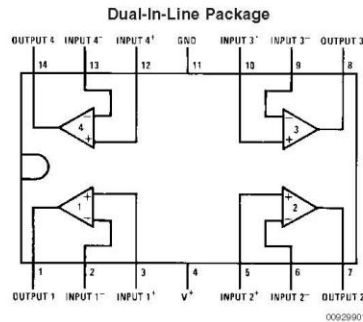 Dual-In-Line Package
OUTPUT 4 INPUT 4⁻ INPUT 4⁺ GND INPUT 3⁺ INPUT 3⁻ OUTPUT 3
14 13 12 11 10 9 8
4 − + − + 3
1 + − + − 2
1 2 3 4 5 6 7
OUTPUT 1 INPUT 1⁻ INPUT 1⁺ V⁺ INPUT 2⁺ INPUT 2⁻ OUTPUT 2
0092990